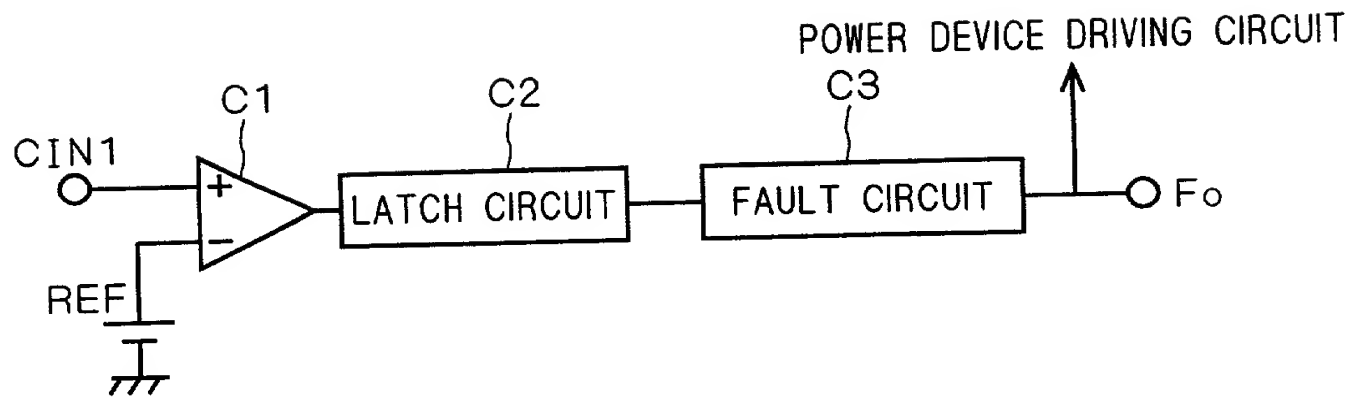 POWER DEVICE DRIVING CIRCUIT
C1
C2
C3
CIN1
+
LATCH CIRCUIT
FAULT CIRCUIT
Fo
−
REF